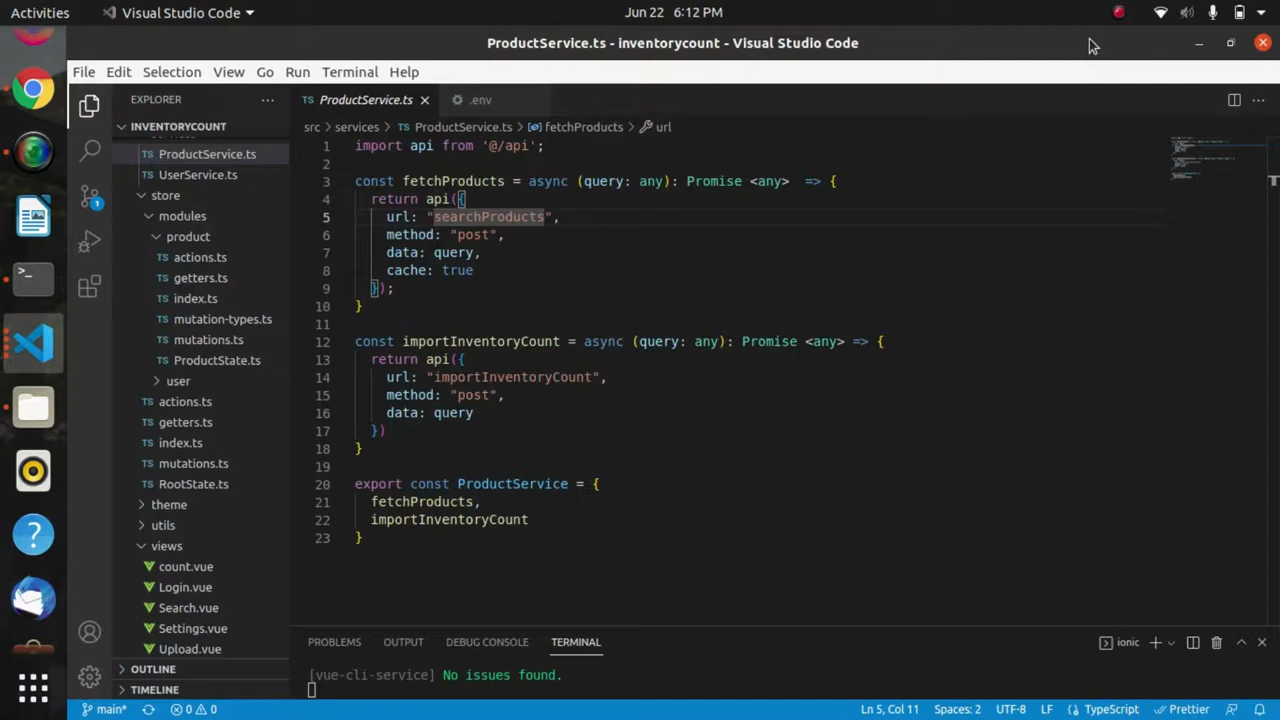 Activities
Visual Studio Code
Jun 22 6:12 PM
ProductService.ts - inventorycount - Visual Studio Code
File Edit Selection View Go Run Terminal Help
EXPLORER
INVENTORYCOUNT
TS ProductService.ts
TS UserService.ts
store
modules
product
TS actions.ts
TS getters.ts
TS index.ts
TS mutation-types.ts
TS mutations.ts
TS ProductState.ts
user
TS actions.ts
TS getters.ts
TS index.ts
TS mutations.ts
TS RootState.ts
theme
utils
views
count.vue
Login.vue
Search.vue
Settings.vue
Upload.vue
OUTLINE
TIMELINE
1
TS ProductService.ts
.env
src > services > TS ProductService.ts > fetchProducts > url
1 import api from '@/api';
2
3 const fetchProducts = async (query: any): Promise <any>  => {
4 return api({
5 url: "searchProducts",
6 method: "post",
7 data: query,
8 cache: true
9 });
10 }
11
12 const importInventoryCount = async (query: any): Promise <any> => {
13 return api({
14 url: "importInventoryCount",
15 method: "post",
16 data: query
17 })
18 }
19
20 export const ProductService = {
21 fetchProducts,
22 importInventoryCount
23 }
PROBLEMS OUTPUT DEBUG CONSOLE TERMINAL
ionic
[vue-cli-service] No issues found.
main* 0 0
Ln 5, Col 11 Spaces: 2 UTF-8 LF TypeScript Prettier